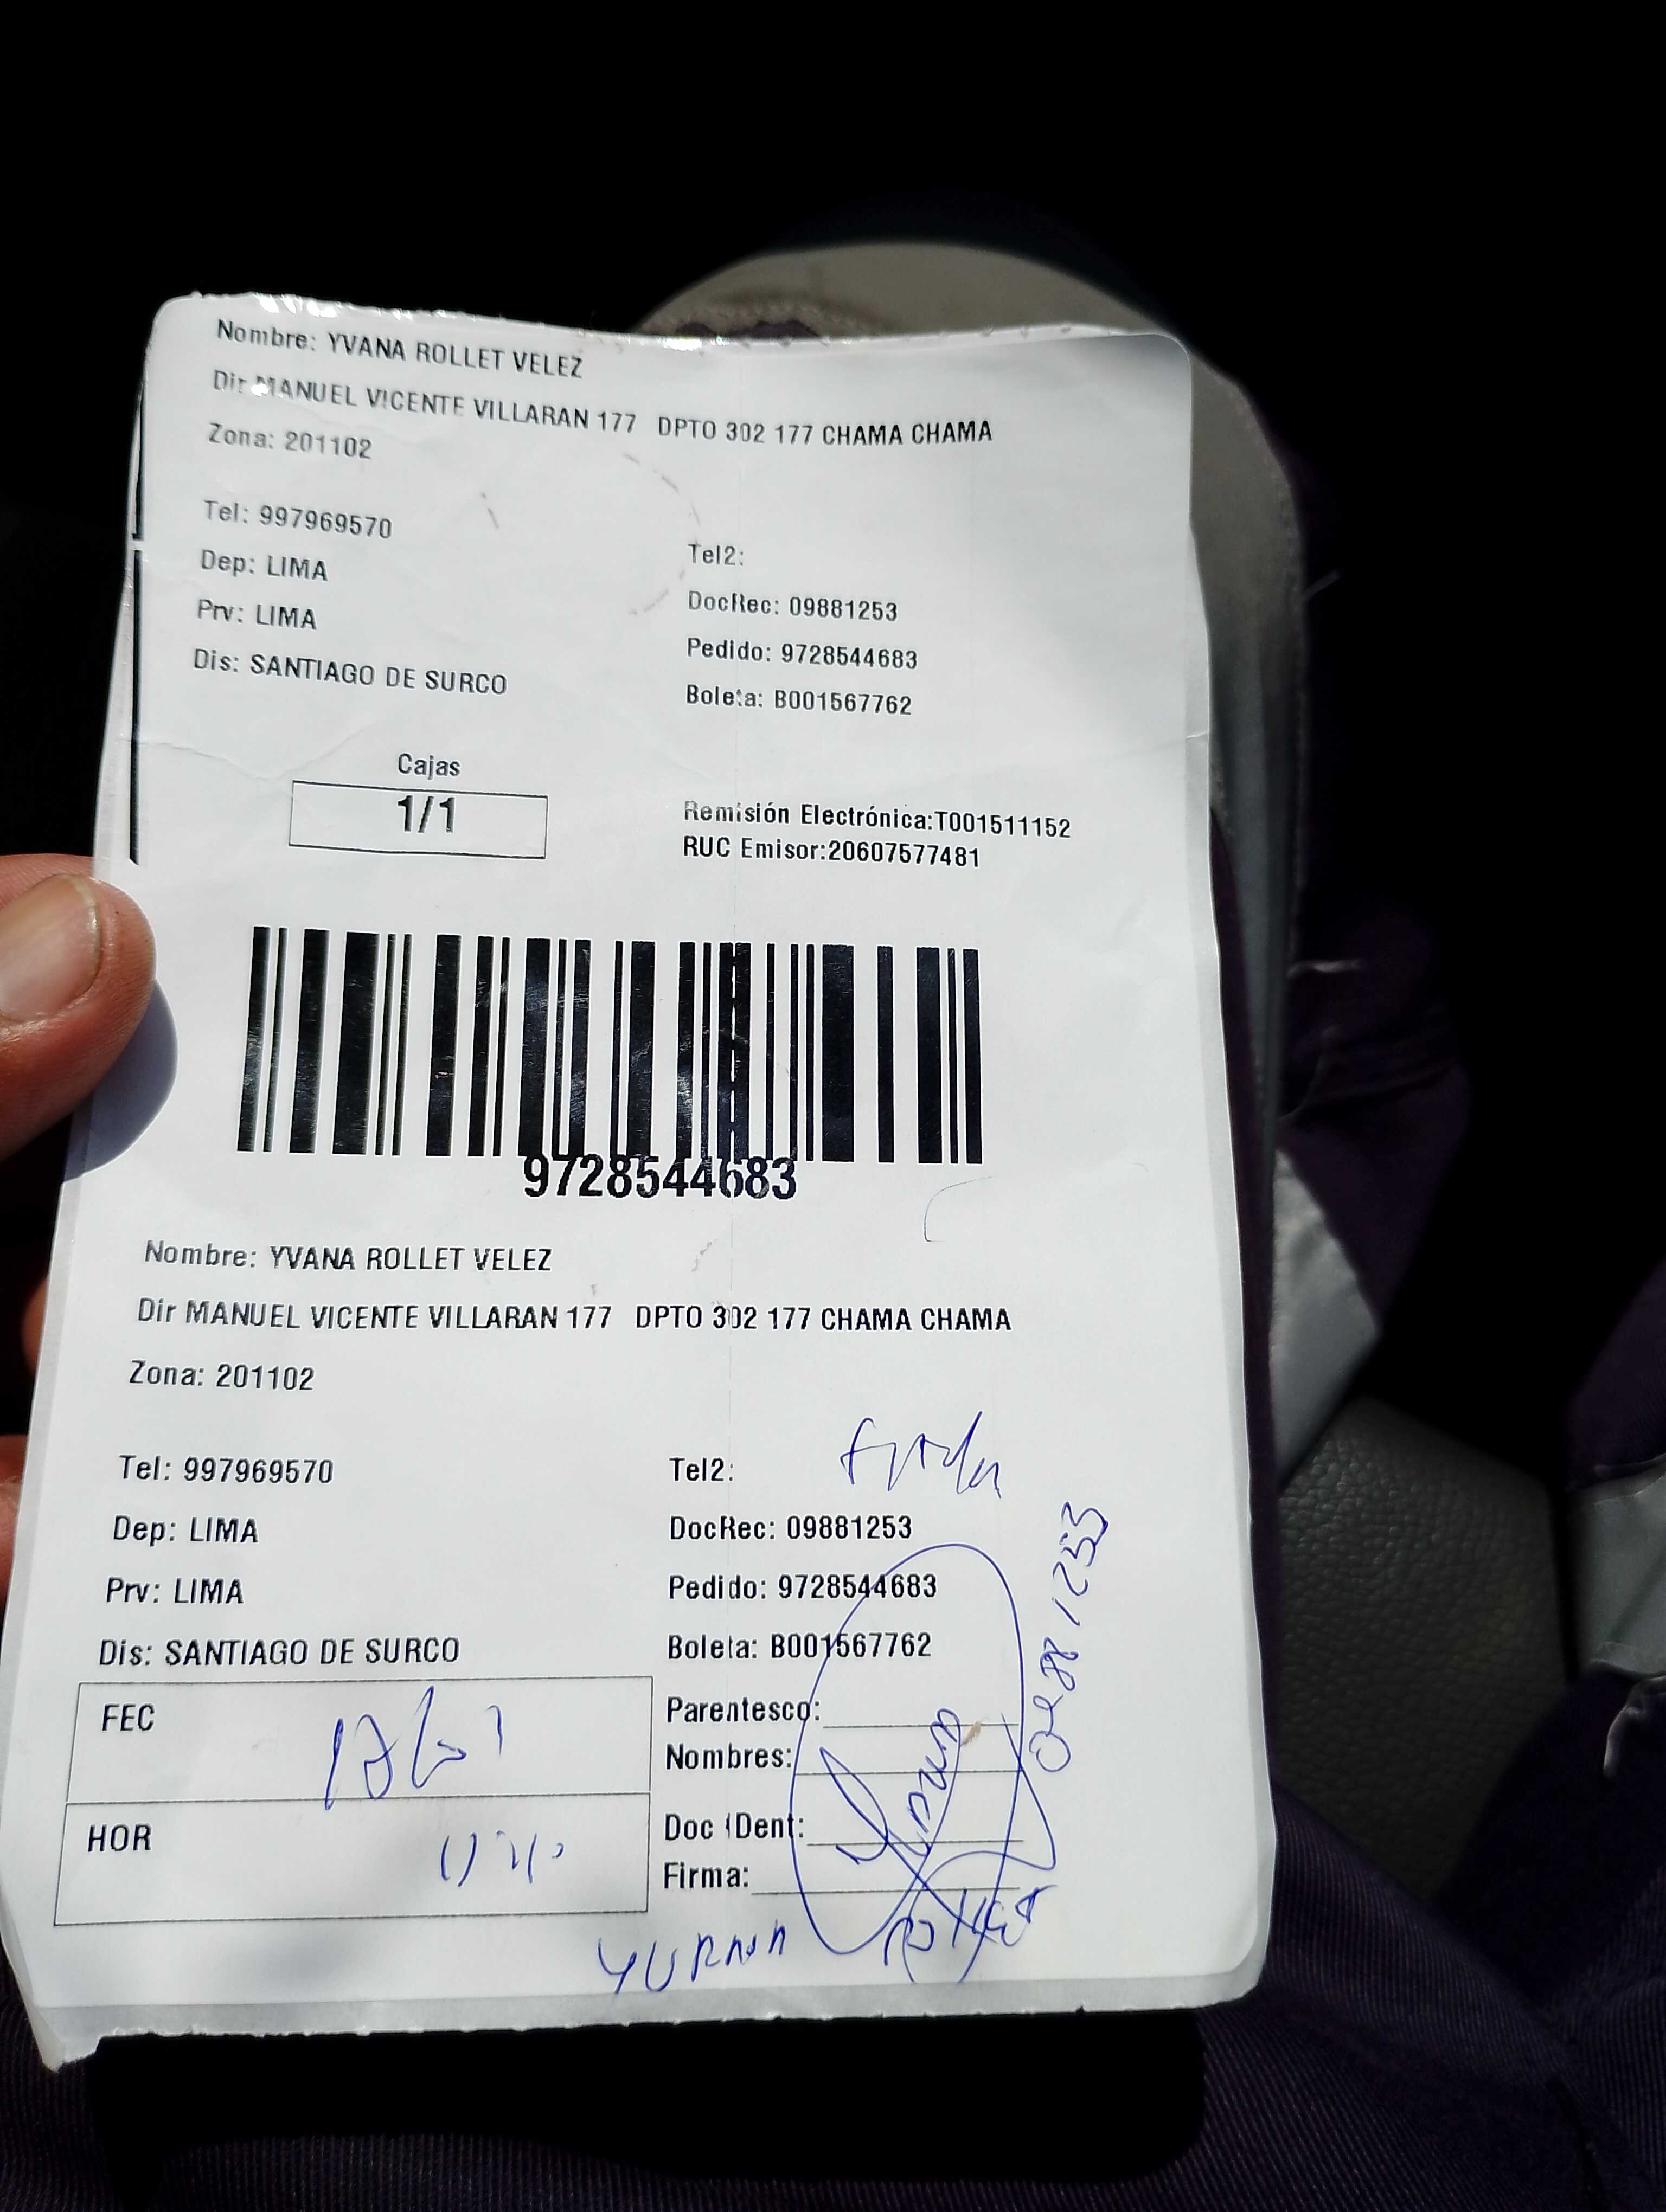 Nombre: YVANA ROLLET VELEZ
Dir MANUEL VICENTE VILLARAN 177 DPTO 302 177 CHAMA CHAMA
Zona: 201102
Tel: 997969570
Tel2:
Dep: LIMA
DocRec: 09881253
Prv: LIMA
Pedido: 9728544683
Dis: SANTIAGO DE SURCO
Boleta: B001567762
Cajas
1/1
Remisión Electrónica:T001511152
RUC Emisor:20607577481
9728544683
Nombre: YVANA ROLLET VELEZ
Dir MANUEL VICENTE VILLARAN 177 DPTO 302 177 CHAMA CHAMA
Zona: 201102
Tel: 997969570
Tel2:
Dep: LIMA
DocRec: 09881253
Prv: LIMA
Pedido: 9728544683
Dis: SANTIAGO DE SURCO
Boleta: B001567762
FEC
Parentesco:
Nombres:
HOR
Doc iDent:
Firma:
09881253